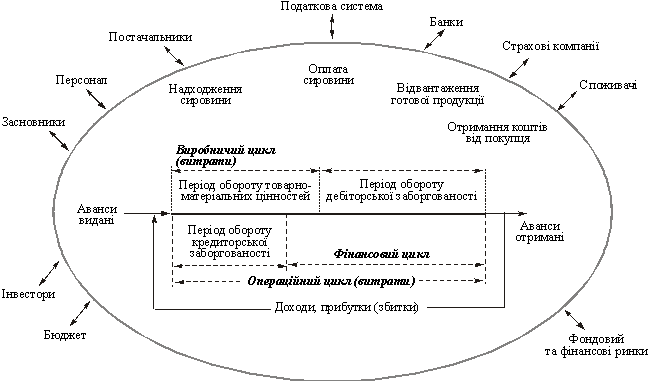 Податкова система
Банки
Постачальники
Страхові компанії
Персонал
Споживачі
Засновники
Надходження
сировини
Оплата
сировини
Відвантаження
готової продукції
Отримання коштів
від покупця
Виробничий цикл
(витрати)
Період обороту товарно-
матеріальних цінностей
Період обороту
дебіторської заборгованості
Аванси
видані
Аванси
отримані
Період обороту
кредиторської
заборгованості
Фінансовий цикл
Операційний цикл (витрати)
Доходи, прибутки (збитки)
Інвестори
Бюджет
Фондовий
та фінансові ринки